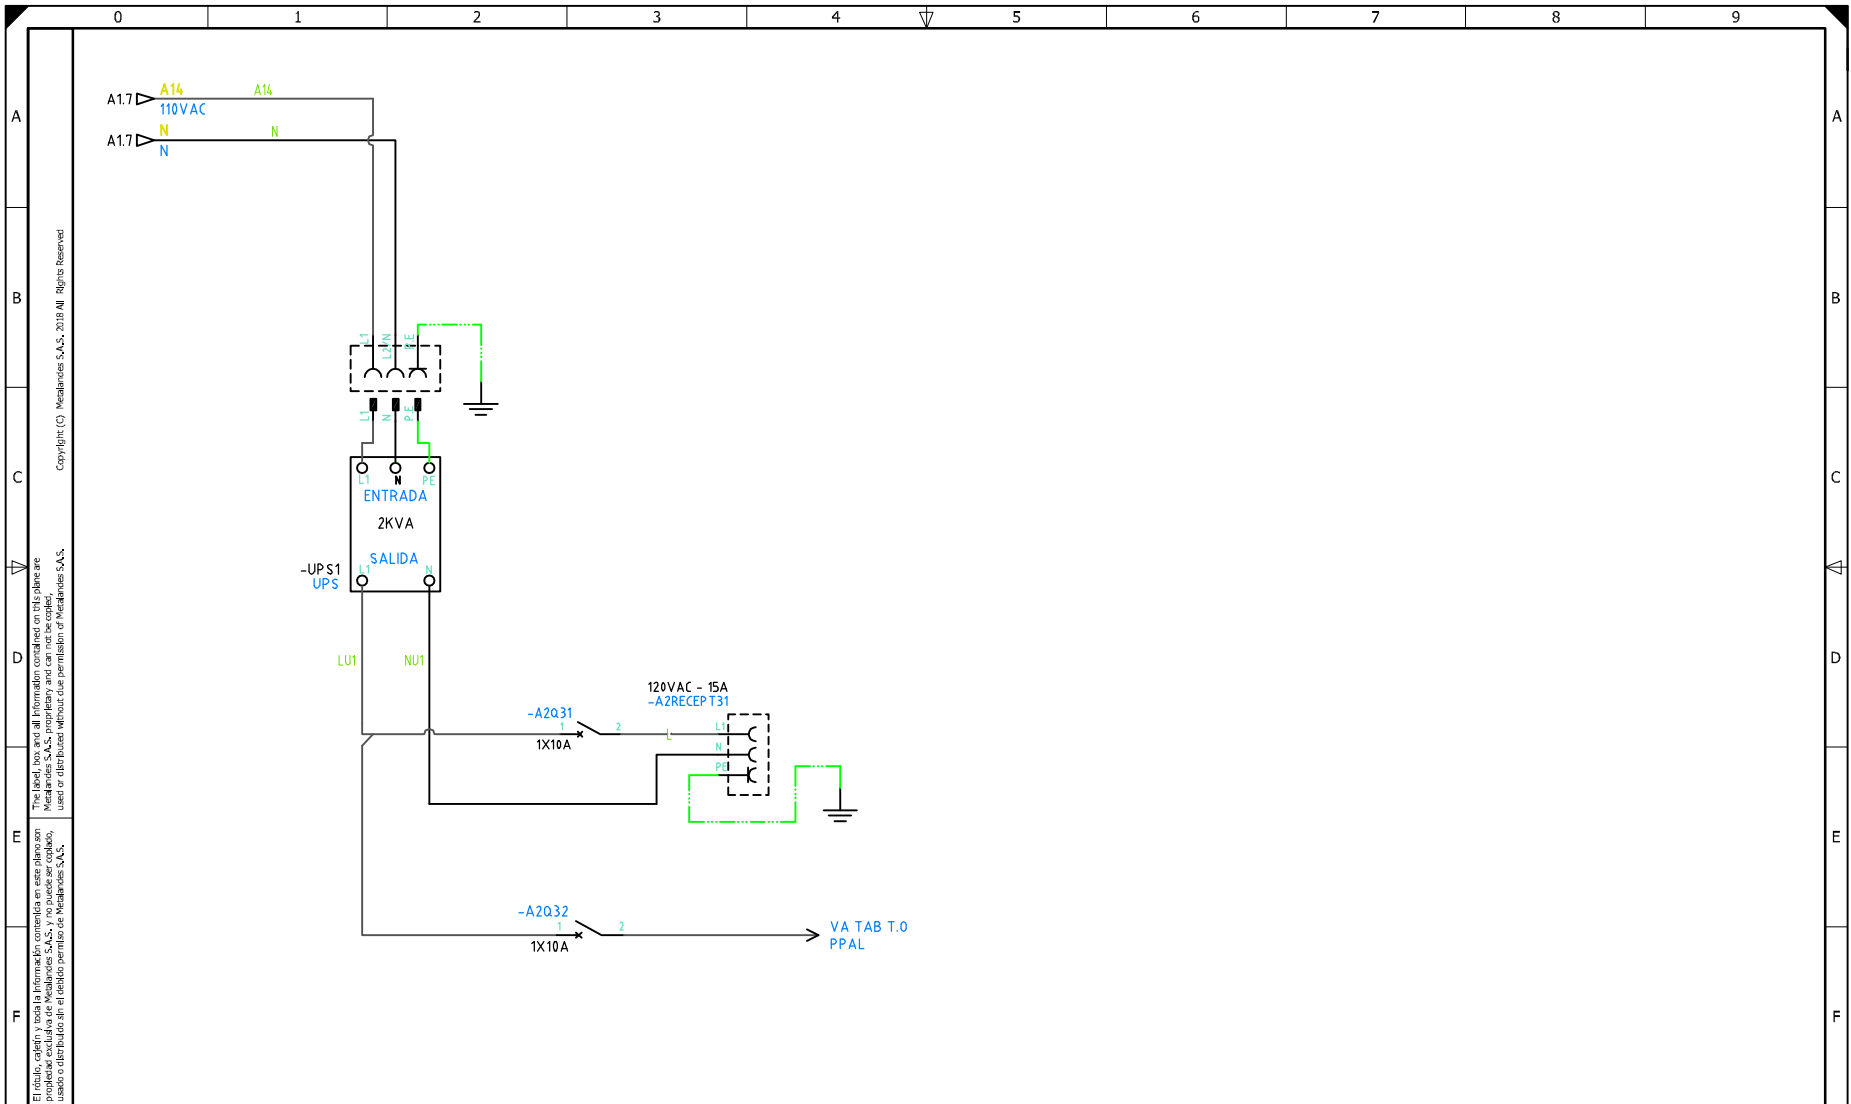 0 1 2 3 4 5 6 7 8 9
A A
B B
C C
D D
E E
F F
A1.7 A14 A14
110VAC
A1.7 N N
N
L1 L2/N P.E
L1 N P.E
L1 N PE
ENTRADA
2KVA
SALIDA
L1 N
-UPS1
UPS
LU1 NU1
120VAC - 15A
-A2RECEPT31
-A2Q31
1 2 L L1
1X10A
N
PE
-A2Q32
1 2
1X10A
VA TAB T.O
PPAL
Copyright (C) Metalandes S.A.S. 2018 All Rights Reserved
The label, box and all information contained on this plane are
Metalandes S.A.S. proprietary and can not be copied,
used or distributed without due permission of Metalandes S.A.S.
El rótulo, cajetín y toda la información contenida en este plano son
propiedad exclusiva de Metalandes S.A.S. y no puede ser copiado,
usado o distribuido sin el debido permiso de Metalandes S.A.S.